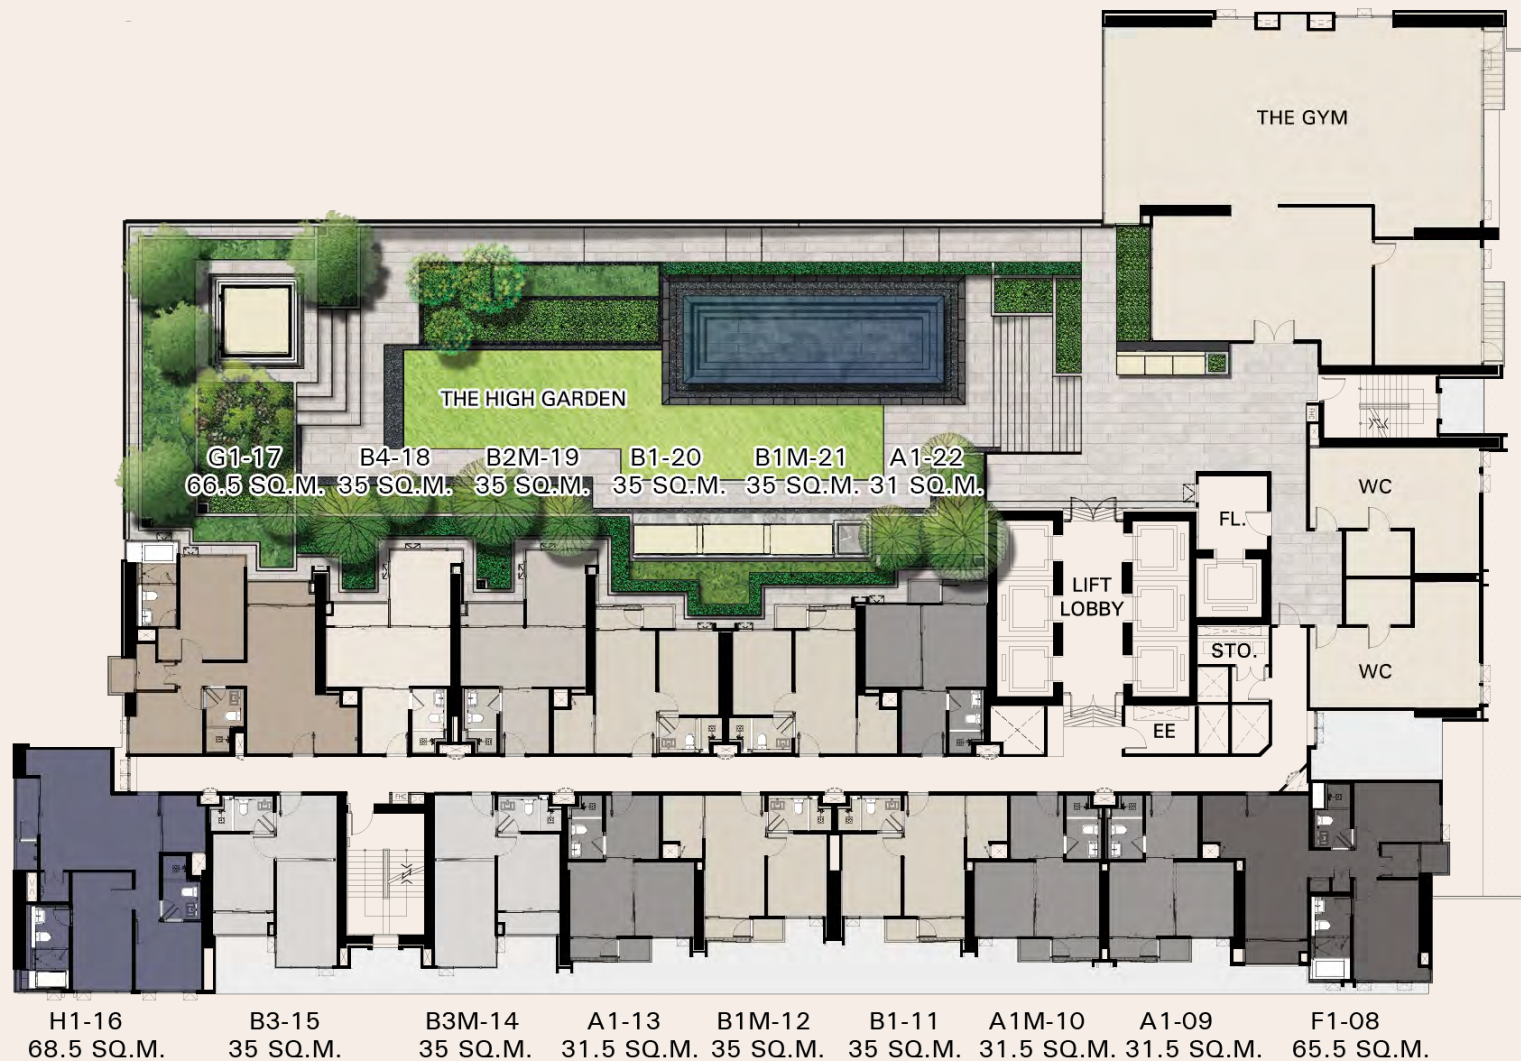 THE GYM
THE HIGH GARDEN
G1-17
66.5 SQ.M.
B4-18
35 SQ.M.
B2M-19
35 SQ.M.
B1-20
35 SQ.M.
B1M-21
35 SQ.M.
A1-22
31 SQ.M.
WC
FL.
LIFT
LOBBY
STO.
WC
EE
FHC
FHC
H1-16
68.5 SQ.M.
B3-15
35 SQ.M.
B3M-14
35 SQ.M.
A1-13
31.5 SQ.M.
B1M-12
35 SQ.M.
B1-11
35 SQ.M.
A1M-10
31.5 SQ.M.
A1-09
31.5 SQ.M.
F1-08
65.5 SQ.M.